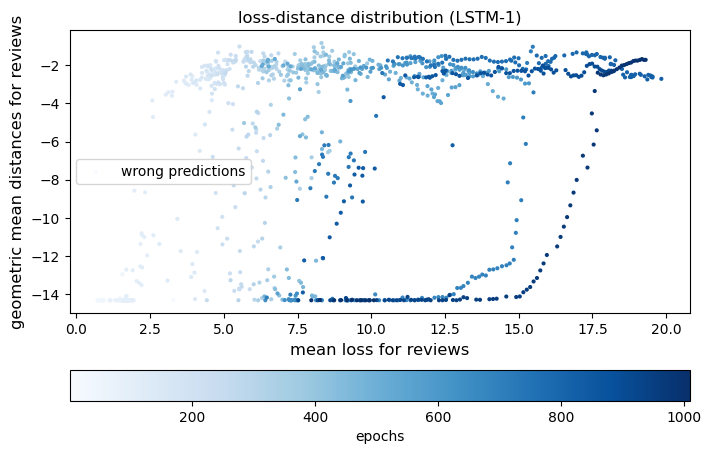 loss-distance distribution (LSTM-1)
geometric mean distances for reviews
−2
−4
−6
−8
−10
−12
−14
wrong predictions
0.0 2.5 5.0 7.5 10.0 12.5 15.0 17.5 20.0
mean loss for reviews
200 400 600 800 1000
epochs